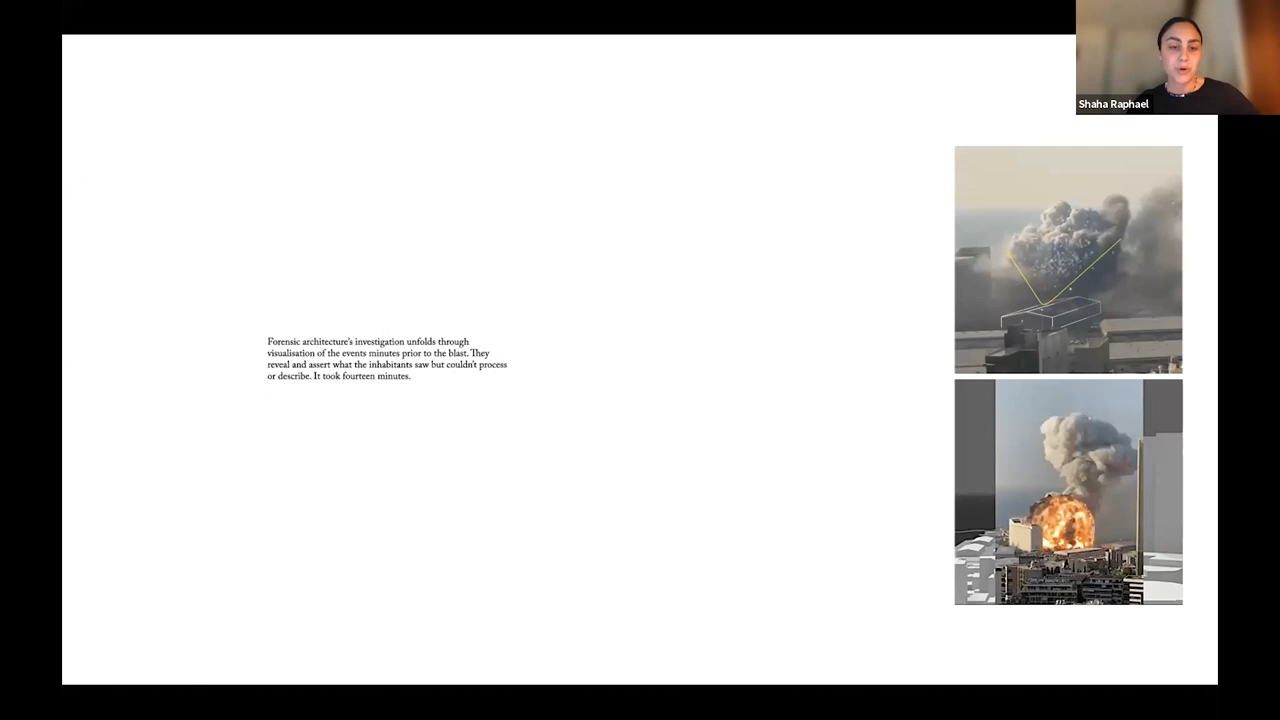 Shaha Raphael
Forensic architecture's investigation unfolds through
visualisation of the events minutes prior to the blast. They
reveal and assert what the inhabitants saw but couldn't process
or describe. It took fourteen minutes.